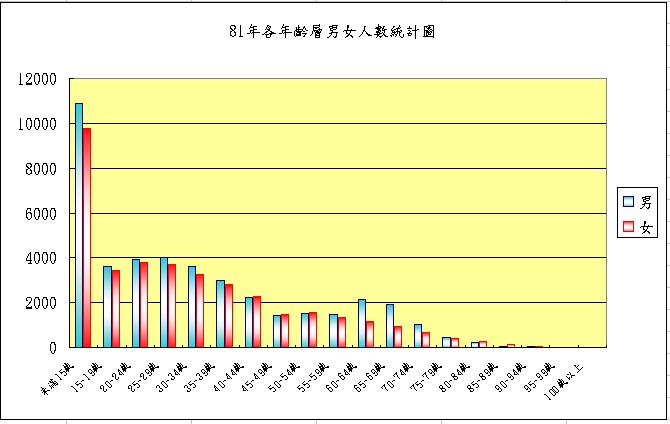 81年各年齡層男女人數統計圖
12000
10000
8000
6000
4000
2000
0
男
女
未滿15歲
15-19歲
20-24歲
25-29歲
30-34歲
35-39歲
40-44歲
45-49歲
50-54歲
55-59歲
60-64歲
65-69歲
70-74歲
75-79歲
80-84歲
85-89歲
90-94歲
95-99歲
100歲以上